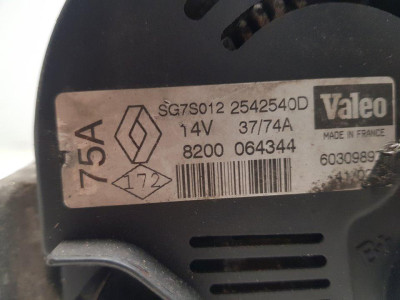 75A
SG7S012 2542540D
14V 37/74A
8200 064344
172
Valeo
MADE IN FRANCE